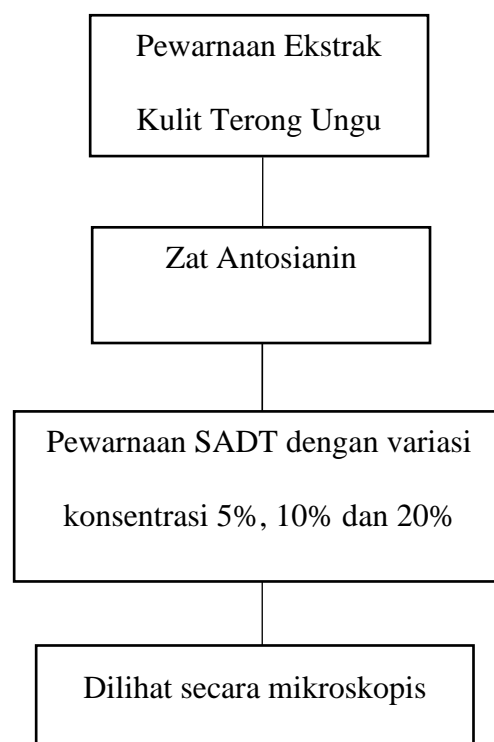 Pewarnaan Ekstrak
Kulit Terong Ungu
Zat Antosianin
Pewarnaan SADT dengan variasi
konsentrasi 5%, 10% dan 20%
Dilihat secara mikroskopis